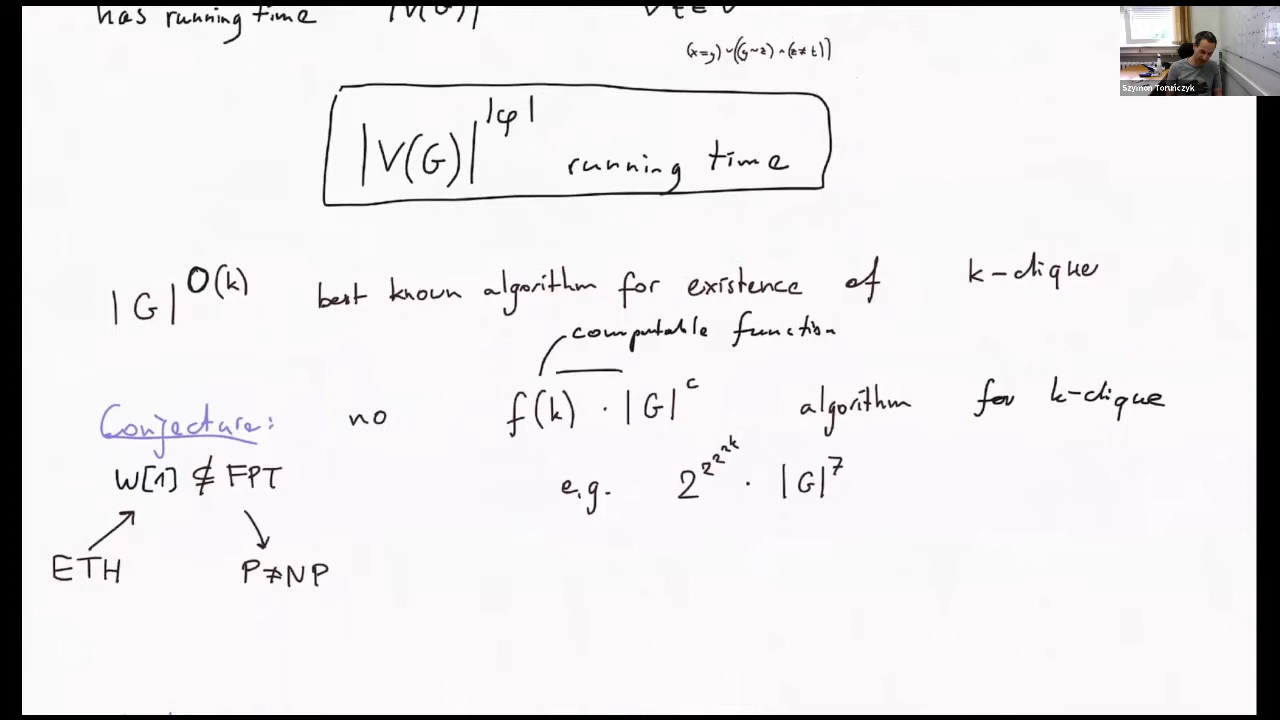 has running time |V(G)| ∀ t ∈ V
(x=y) ∨ ((y∼z) ∧ (z≠t))
Szymon Toruńczyk
|V(G)|^|φ| running time
|G|^O(k) best known algorithm for existence of k-clique
computable function
Conjecture: no f(k) · |G|^c algorithm for k-clique
W[1] ⊄ FPT
e.g. 2^2^2^2^k · |G|^7
ETH P≠NP